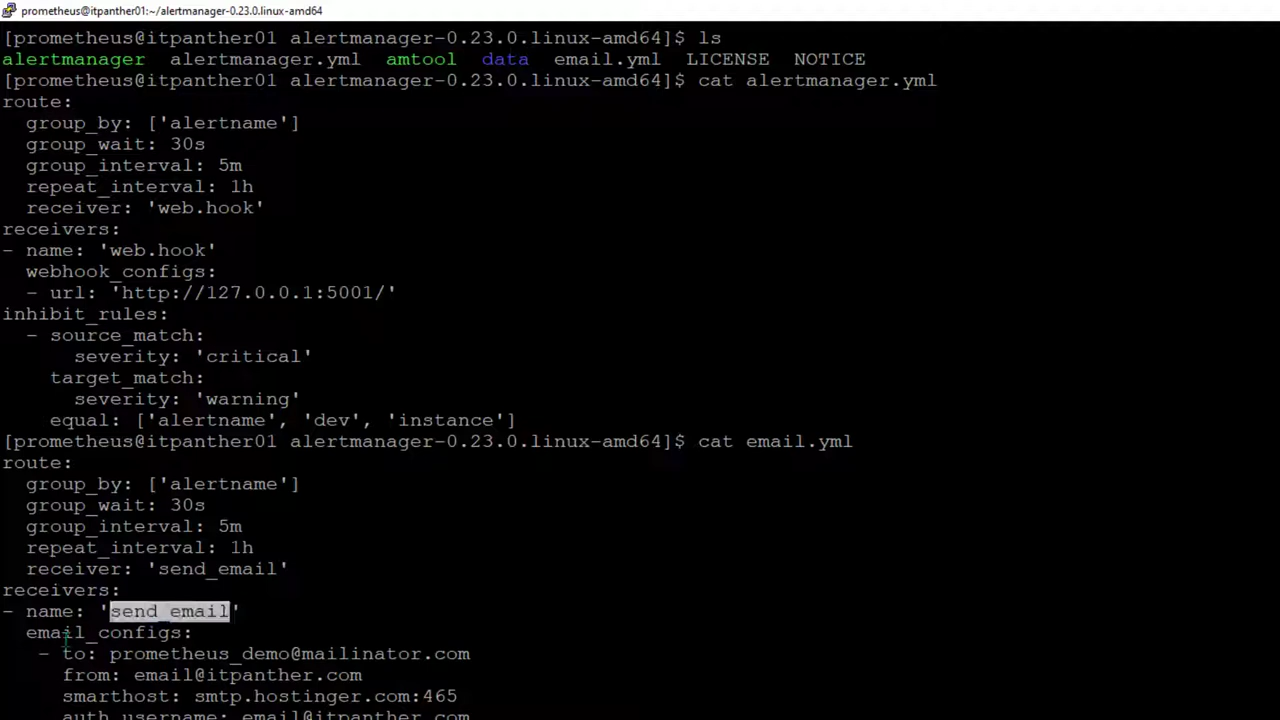 prometheus@itpanther01:~/alertmanager-0.23.0.linux-amd64
[prometheus@itpanther01 alertmanager-0.23.0.linux-amd64]$ ls
alertmanager  alertmanager.yml  amtool  data  email.yml  LICENSE  NOTICE
[prometheus@itpanther01 alertmanager-0.23.0.linux-amd64]$ cat alertmanager.yml
route:
  group_by: ['alertname']
  group_wait: 30s
  group_interval: 5m
  repeat_interval: 1h
  receiver: 'web.hook'
receivers:
- name: 'web.hook'
  webhook_configs:
  - url: 'http://127.0.0.1:5001/'
inhibit_rules:
  - source_match:
      severity: 'critical'
    target_match:
      severity: 'warning'
    equal: ['alertname', 'dev', 'instance']
[prometheus@itpanther01 alertmanager-0.23.0.linux-amd64]$ cat email.yml
route:
  group_by: ['alertname']
  group_wait: 30s
  group_interval: 5m
  repeat_interval: 1h
  receiver: 'send_email'
receivers:
- name: 'send_email'
  email_configs:
   - to: prometheus_demo@mailinator.com
     from: email@itpanther.com
     smarthost: smtp.hostinger.com:465
     auth_username: email@itpanther.com